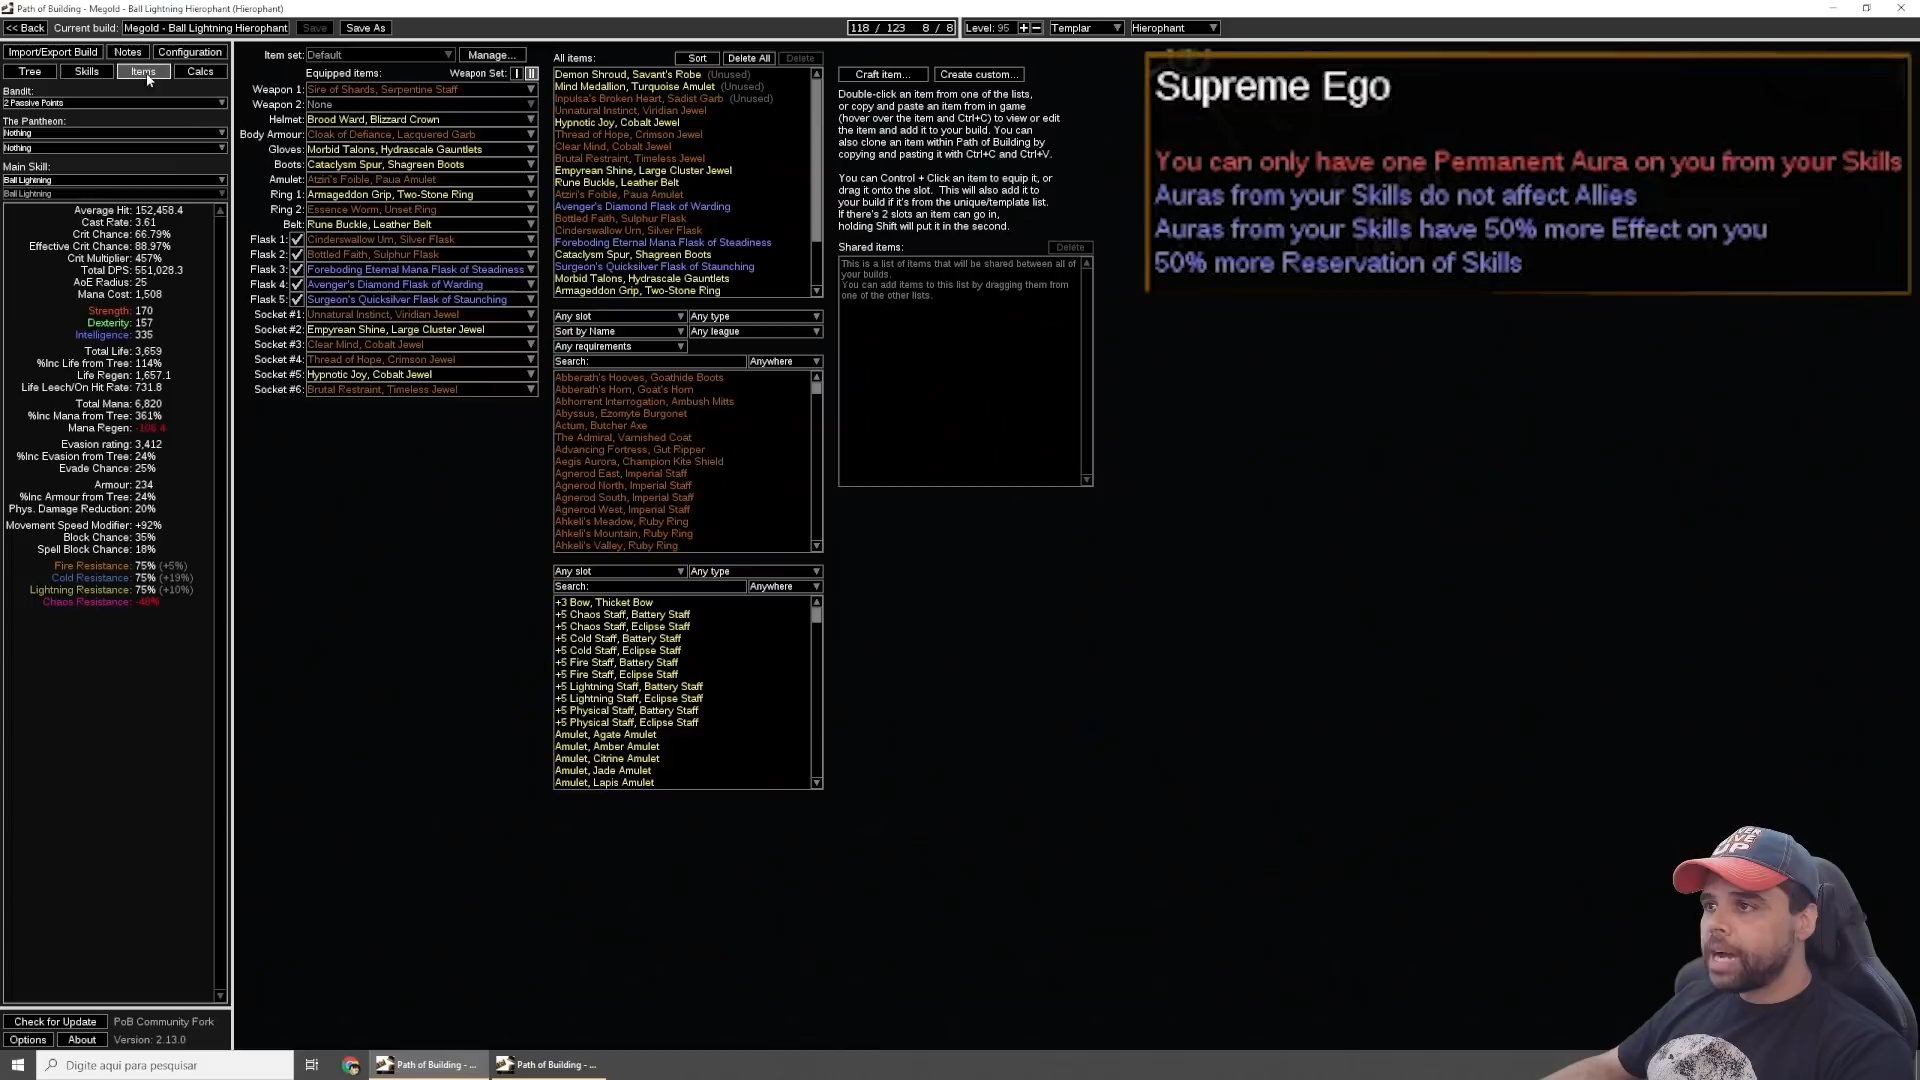 Path of Building - Megold - Ball Lightning Hierophant (Hierophant)
<< Back Current build: Megold - Ball Lightning Hierophant Save Save As 118 / 123 8 / 8 Level: 95 + - Templar Hierophant
Import/Export Build Notes Configuration
Tree Skills Items Calcs
Bandit:
2 Passive Points
The Pantheon:
Nothing
Nothing
Main Skill:
Ball Lightning
Ball Lightning
Average Hit: 152,458.4
Cast Rate: 3.61
Crit Chance: 66.79%
Effective Crit Chance: 88.97%
Crit Multiplier: 457%
Total DPS: 551,028.3
AoE Radius: 25
Mana Cost: 1,508
Strength: 170
Dexterity: 157
Intelligence: 335
Total Life: 3,659
%Inc Life from Tree: 114%
Life Regen: 1,657.1
Life Leech/On Hit Rate: 731.8
Total Mana: 6,820
%Inc Mana from Tree: 361%
Mana Regen:
Evasion rating: 3,412
%Inc Evasion from Tree: 24%
Evade Chance: 25%
Armour: 234
%Inc Armour from Tree: 24%
Phys. Damage Reduction: 20%
Movement Speed Modifier: +92%
Block Chance: 35%
Spell Block Chance: 18%
Fire Resistance: 75% (+5%)
Cold Resistance: 75% (+19%)
Lightning Resistance: 75% (+10%)
Chaos Resistance:
Check for Update PoB Community Fork
Options About Version: 2.13.0
Item set: Default Manage...
Equipped items: Weapon Set: I II
Weapon 1: Sire of Shards, Serpentine Staff
Weapon 2: None
Helmet: Brood Ward, Blizzard Crown
Body Armour: Cloak of Defiance, Lacquered Garb
Gloves: Morbid Talons, Hydrascale Gauntlets
Boots: Cataclysm Spur, Shagreen Boots
Amulet: Atziri's Foible, Paua Amulet
Ring 1: Armageddon Grip, Two-Stone Ring
Ring 2: Essence Worm, Unset Ring
Belt: Rune Buckle, Leather Belt
Flask 1: Cinderswallow Urn, Silver Flask
Flask 2: Bottled Faith, Sulphur Flask
Flask 3: Foreboding Eternal Mana Flask of Steadiness
Flask 4: Avenger's Diamond Flask of Warding
Flask 5: Surgeon's Quicksilver Flask of Staunching
Socket #1: Unnatural Instinct, Viridian Jewel
Socket #2: Empyrean Shine, Large Cluster Jewel
Socket #3: Clear Mind, Cobalt Jewel
Socket #4: Thread of Hope, Crimson Jewel
Socket #5: Hypnotic Joy, Cobalt Jewel
Socket #6: Brutal Restraint, Timeless Jewel
All items: Sort Delete All Delete
Demon Shroud, Savant's Robe (Unused)
Mind Medallion, Turquoise Amulet (Unused)
Inpulsa's Broken Heart, Sadist Garb (Unused)
Unnatural Instinct, Viridian Jewel
Hypnotic Joy, Cobalt Jewel
Thread of Hope, Crimson Jewel
Clear Mind, Cobalt Jewel
Brutal Restraint, Timeless Jewel
Empyrean Shine, Large Cluster Jewel
Rune Buckle, Leather Belt
Atziri's Foible, Paua Amulet
Avenger's Diamond Flask of Warding
Bottled Faith, Sulphur Flask
Cinderswallow Urn, Silver Flask
Foreboding Eternal Mana Flask of Steadiness
Cataclysm Spur, Shagreen Boots
Surgeon's Quicksilver Flask of Staunching
Morbid Talons, Hydrascale Gauntlets
Armageddon Grip, Two-Stone Ring
Any slot Any type
Sort by Name Any league
Any requirements
Search: Anywhere
Abberath's Hooves, Goathide Boots
Abberath's Horn, Goat's Horn
Abhorrent Interrogation, Ambush Mitts
Abyssus, Ezomyte Burgonet
Actum, Butcher Axe
The Admiral, Varnished Coat
Advancing Fortress, Gut Ripper
Aegis Aurora, Champion Kite Shield
Agnerod East, Imperial Staff
Agnerod North, Imperial Staff
Agnerod South, Imperial Staff
Agnerod West, Imperial Staff
Ahkeli's Meadow, Ruby Ring
Ahkeli's Mountain, Ruby Ring
Ahkeli's Valley, Ruby Ring
Any slot Any type
Search: Anywhere
+3 Bow, Thicket Bow
+5 Chaos Staff, Battery Staff
+5 Chaos Staff, Eclipse Staff
+5 Cold Staff, Battery Staff
+5 Cold Staff, Eclipse Staff
+5 Fire Staff, Battery Staff
+5 Fire Staff, Eclipse Staff
+5 Lightning Staff, Battery Staff
+5 Lightning Staff, Eclipse Staff
+5 Physical Staff, Battery Staff
+5 Physical Staff, Eclipse Staff
Amulet, Agate Amulet
Amulet, Amber Amulet
Amulet, Citrine Amulet
Amulet, Jade Amulet
Amulet, Lapis Amulet
Craft item... Create custom...
Double-click an item from one of the lists,
or copy and paste an item from in game
(hover over the item and Ctrl+C) to view or edit
the item and add it to your build. You can
also clone an item within Path of Building by
copying and pasting it with Ctrl+C and Ctrl+V.
You can Control + Click an item to equip it, or
drag it onto the slot. This will also add it to
your build if it's from the unique/template list.
If there's 2 slots an item can go in,
holding Shift will put it in the second.
Shared items: Delete
This is a list of items that will be shared between all of
your builds.
You can add items to this list by dragging them from
one of the other lists.
Supreme Ego
You can only have one Permanent Aura on you from your Skills
Auras from your Skills do not affect Allies
Auras from your Skills have 50% more Effect on you
50% more Reservation of Skills
Digite aqui para pesquisar
Path of Building - ...
Path of Building - ...